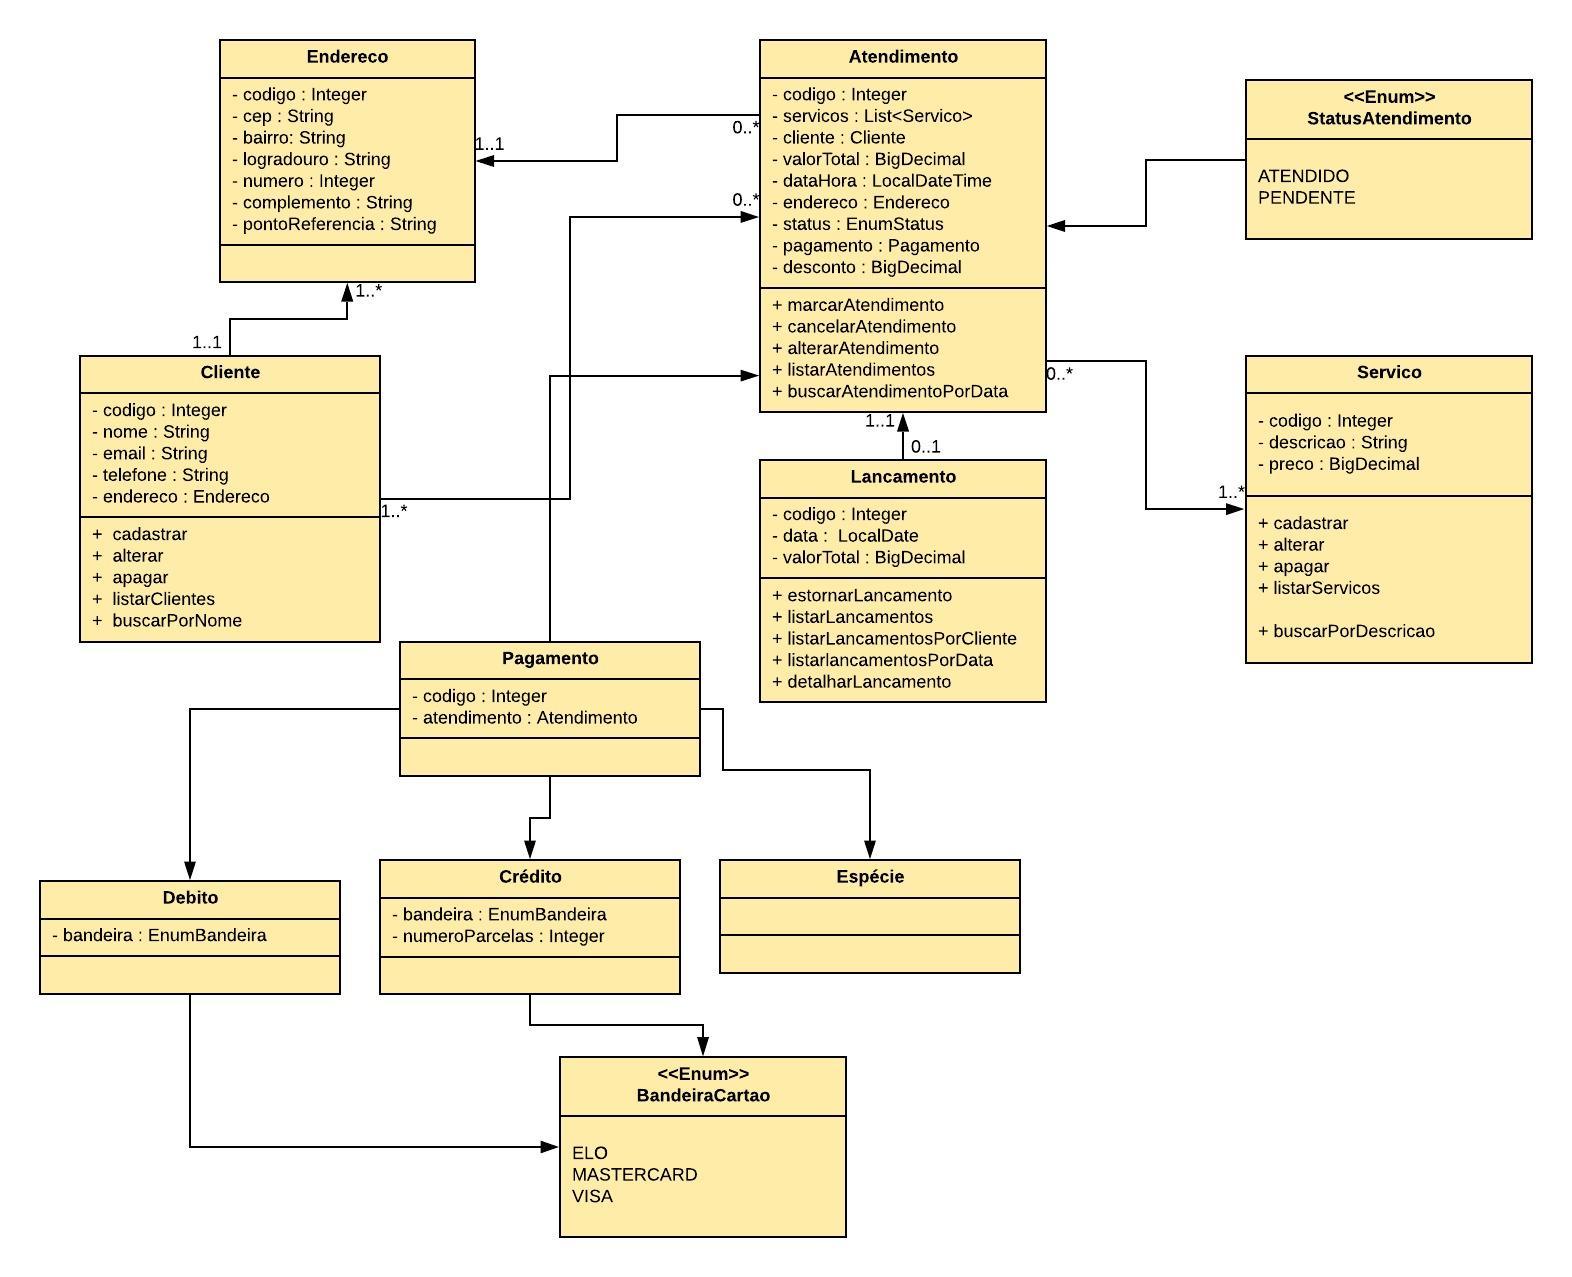 Endereco
- codigo : Integer
- cep : String
- bairro: String
- logradouro : String
- numero : Integer
- complemento : String
- pontoReferencia : String
1..1
1..*
Atendimento
- codigo : Integer
- servicos : List<Servico>
- cliente : Cliente
- valorTotal : BigDecimal
- dataHora : LocalDateTime
- endereco : Endereco
- status : EnumStatus
- pagamento : Pagamento
- desconto : BigDecimal
+ marcarAtendimento
+ cancelarAtendimento
+ alterarAtendimento
+ listarAtendimentos
+ buscarAtendimentoPorData
0..*
0..*
0..*
1..1
<<Enum>>
StatusAtendimento
ATENDIDO
PENDENTE
1..1
Cliente
- codigo : Integer
- nome : String
- email : String
- telefone : String
- endereco : Endereco
+ cadastrar
+ alterar
+ apagar
+ listarClientes
+ buscarPorNome
1..*
0..1
Lancamento
- codigo : Integer
- data : LocalDate
- valorTotal : BigDecimal
+ estornarLancamento
+ listarLancamentos
+ listarLancamentosPorCliente
+ listarlancamentosPorData
+ detalharLancamento
1..*
Servico
- codigo : Integer
- descricao : String
- preco : BigDecimal
+ cadastrar
+ alterar
+ apagar
+ listarServicos
+ buscarPorDescricao
Pagamento
- codigo : Integer
- atendimento : Atendimento
Debito
- bandeira : EnumBandeira
Crédito
- bandeira : EnumBandeira
- numeroParcelas : Integer
Espécie
<<Enum>>
BandeiraCartao
ELO
MASTERCARD
VISA